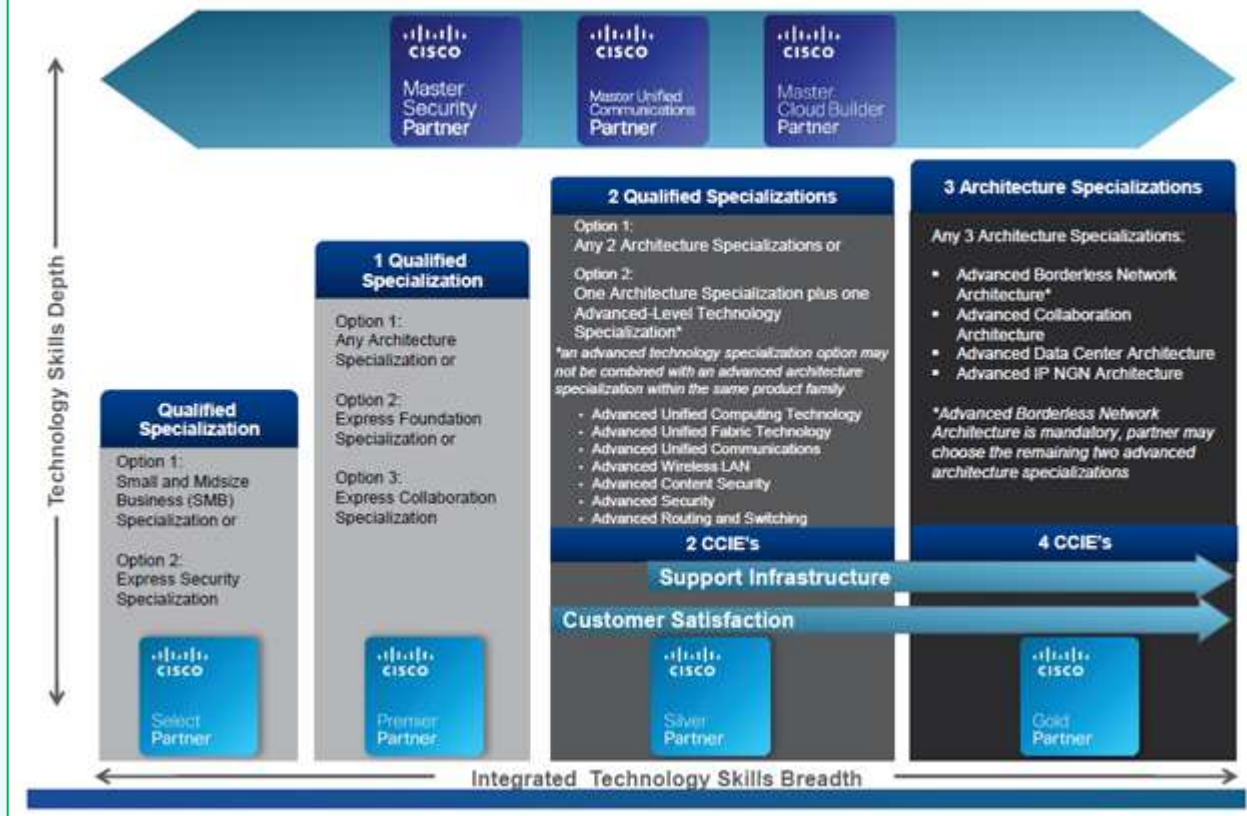 CISCO
Master
Security
Partner
CISCO
Master Unified
Communications
Partner
CISCO
Master
Cloud Builder
Partner
Technology Skills Depth
Qualified
Specialization
Option 1:
Small and Midsize
Business (SMB)
Specialization or
Option 2:
Express Security
Specialization
CISCO
Select
Partner
1 Qualified
Specialization
Option 1:
Any Architecture
Specialization or
Option 2:
Express Foundation
Specialization or
Option 3:
Express Collaboration
Specialization
CISCO
Premier
Partner
2 Qualified Specializations
Option 1:
Any 2 Architecture Specializations or
Option 2:
One Architecture Specialization plus one
Advanced-Level Technology
Specialization*
*an advanced technology specialization option may
not be combined with an advanced architecture
specialization within the same product family
- Advanced Unified Computing Technology
- Advanced Unified Fabric Technology
- Advanced Unified Communications
- Advanced Wireless LAN
- Advanced Content Security
- Advanced Security
- Advanced Routing and Switching
2 CCIE's
3 Architecture Specializations
Any 3 Architecture Specializations:
▪ Advanced Borderless Network
Architecture*
▪ Advanced Collaboration
Architecture
▪ Advanced Data Center Architecture
▪ Advanced IP NGN Architecture
*Advanced Borderless Network
Architecture is mandatory, partner may
choose the remaining two advanced
architecture specializations
4 CCIE's
Support Infrastructure
Customer Satisfaction
CISCO
Silver
Partner
CISCO
Gold
Partner
Integrated Technology Skills Breadth